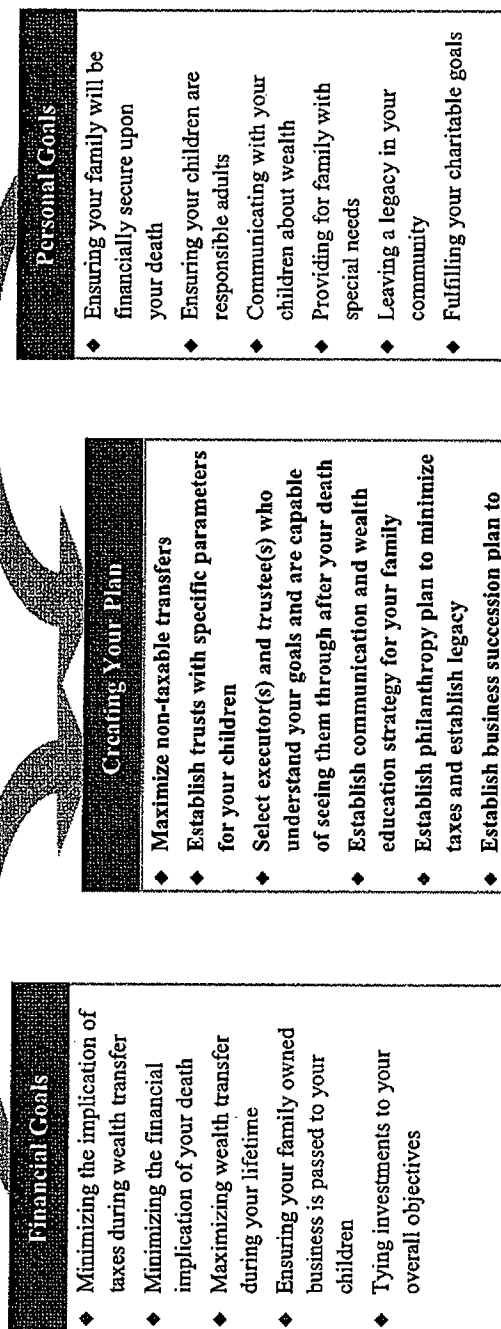 Financial Goals
◆ Minimizing the implication of
taxes during wealth transfer
◆ Minimizing the financial
implication of your death
◆ Maximizing wealth transfer
during your lifetime
◆ Ensuring your family owned
business is passed to your
children
◆ Tying investments to your
overall objectives
Creating Your Plan
◆ Maximize non-taxable transfers
◆ Establish trusts with specific parameters
for your children
◆ Select executor(s) and trustee(s) who
understand your goals and are capable
of seeing them through after your death
◆ Establish communication and wealth
education strategy for your family
◆ Establish philanthropy plan to minimize
taxes and establish legacy
◆ Establish business succession plan to
Personal Goals
◆ Ensuring your family will be
financially secure upon
your death
◆ Ensuring your children are
responsible adults
◆ Communicating with your
children about wealth
◆ Providing for family with
special needs
◆ Leaving a legacy in your
community
◆ Fulfilling your charitable goals